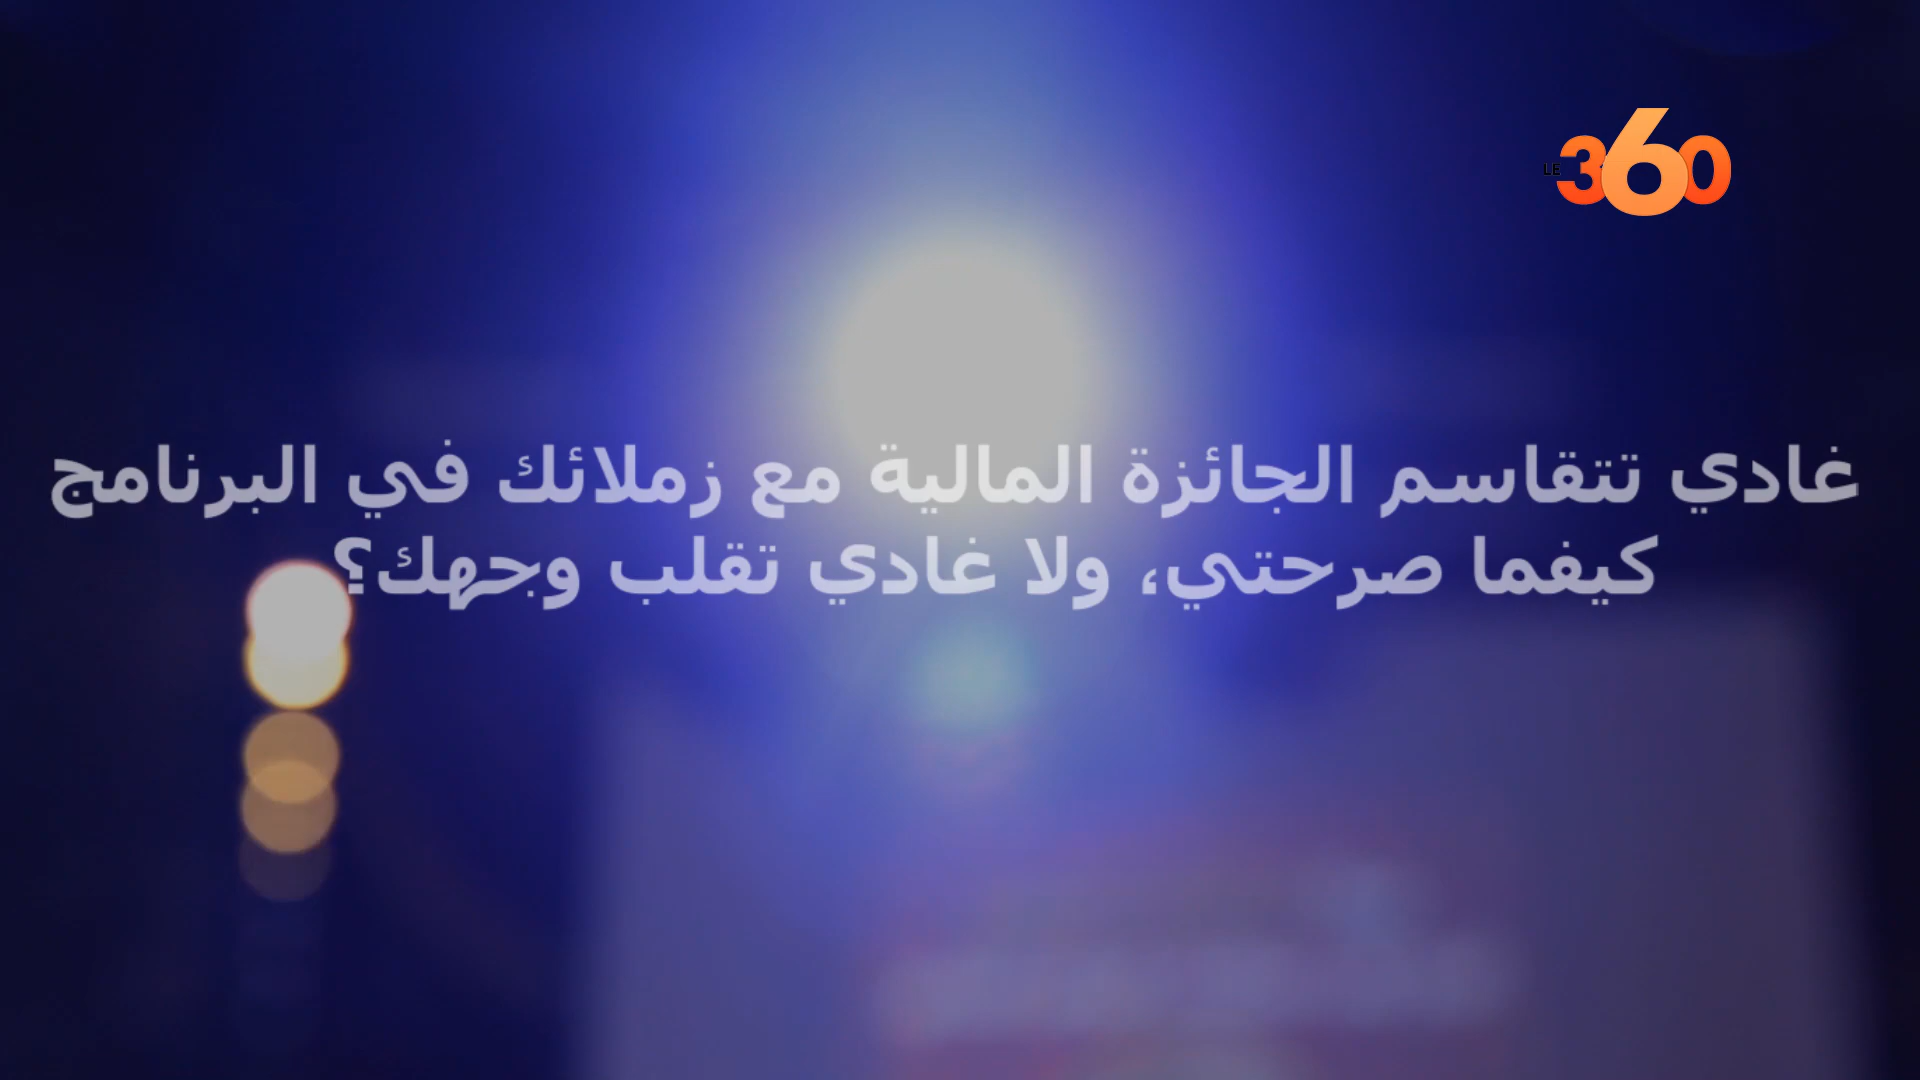 LE 360
غادي تتقاسم الجائزة المالية مع زملائك في البرنامج
كيفما صرحتي، ولا غادي تقلب وجهك؟